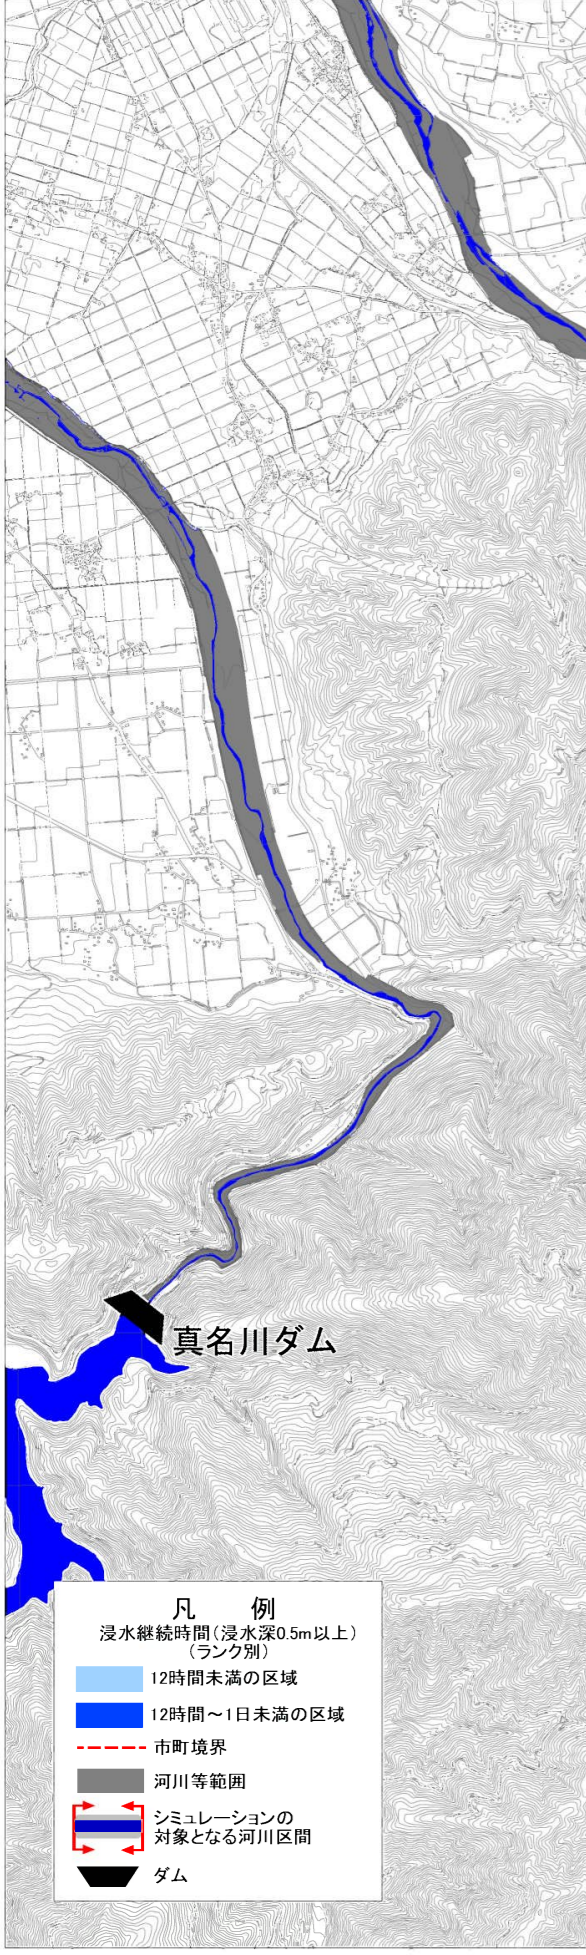 真名川ダム
凡 例
浸水継続時間(浸水深0.5m以上)
(ランク別)
12時間未満の区域
12時間～1日未満の区域
市町境界
河川等範囲
シミュレーションの
対象となる河川区間
ダム